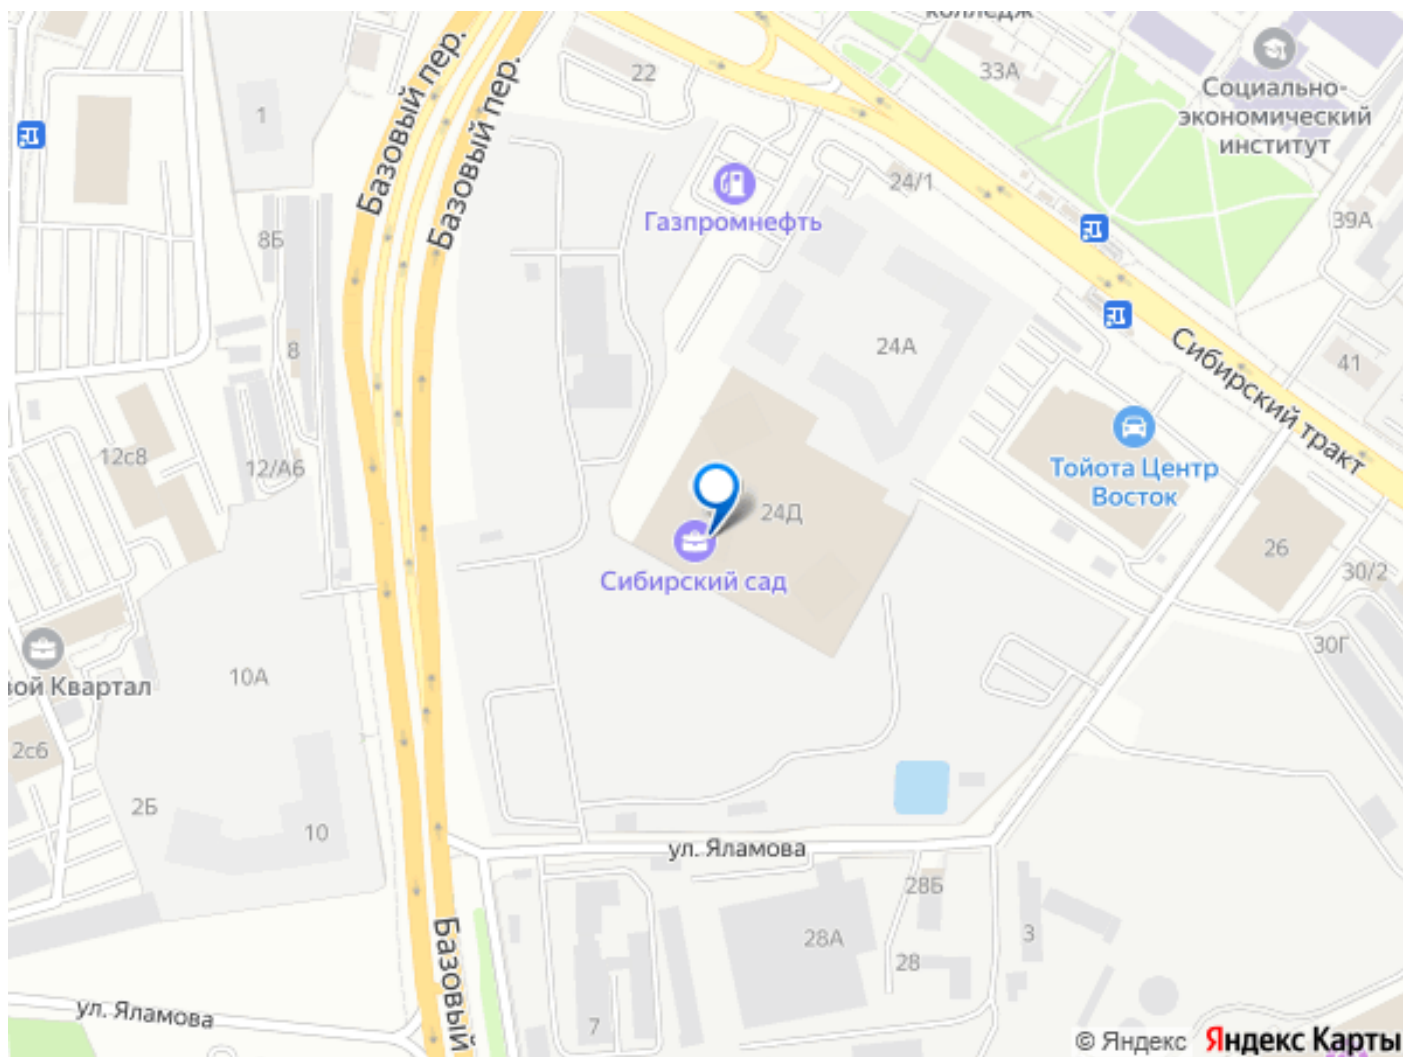 колледж
22
33А
Социально-
экономический
институт
Базовый пер.
Базовый пер.
1
24/1
Газпромнефть
39А
8Б
8
24А
Сибирский тракт
41
Тойота Центр
Восток
12с8
12/А6
24Д
Сибирский сад
26
30/2
30Г
вой Квартал
10А
2с6
2Б
10
ул. Яламова
28Б
28А
28
3
Базовый
ул. Яламова
7
© Яндекс Яндекс Карты